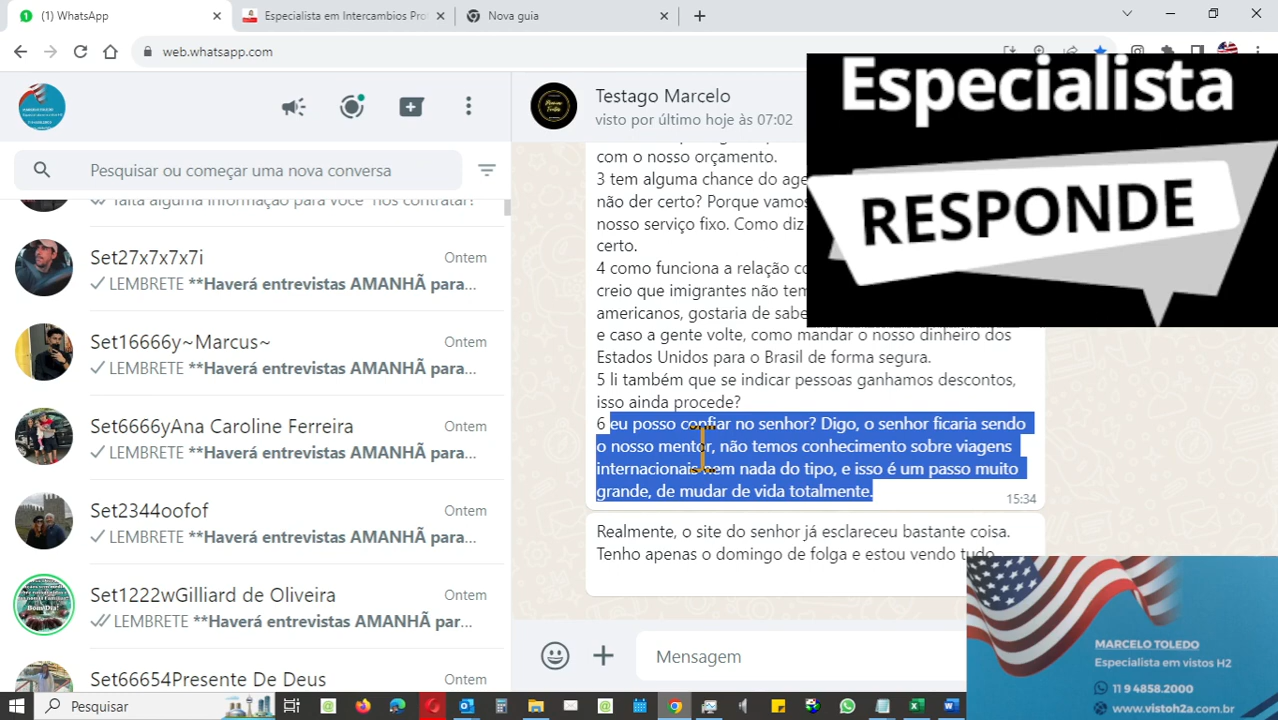 (1) WhatsApp
Especialista em Intercambios Prof
Nova guia
web.whatsapp.com
Testago Marcelo
visto por último hoje às 07:02
Pesquisar ou começar uma nova conversa
Talta alguma informação para você nos contratar?
Set27x7x7x7i
Ontem
LEMBRETE **Haverá entrevistas AMANHÃ para...
Set16666y~Marcus~
Ontem
LEMBRETE **Haverá entrevistas AMANHÃ para...
Set6666yAna Caroline Ferreira
Ontem
LEMBRETE **Haverá entrevistas AMANHÃ para...
Set2344oofof
Ontem
LEMBRETE **Haverá entrevistas AMANHÃ para...
Set1222wGilliard de Oliveira
Ontem
LEMBRETE **Haverá entrevistas AMANHÃ par...
Set66654Presente De Deus
Ontem
com o nosso orçamento.
3 tem alguma chance do
não der certo? Porque vamos
nosso serviço fixo. Como diz
certo.
4 como funciona a relação
creio que imigrantes não
americanos, gostaria de
e caso a gente volte, como mandar o nosso dinheiro dos
Estados Unidos para o Brasil de forma segura.
5 li também que se indicar pessoas ganhamos descontos,
isso ainda procede?
6 eu posso confiar no senhor? Digo, o senhor ficaria sendo
o nosso mentor, não temos conhecimento sobre viagens
internacionais nem nada do tipo, e isso é um passo muito
grande, de mudar de vida totalmente.
15:34
Realmente, o site do senhor já esclareceu bastante coisa.
Tenho apenas o domingo de folga e estou vendo tudo
Mensagem
Especialista
RESPONDE
MARCELO TOLEDO
Especialista em vistos H2
11 9 4858.2000
www.vistoh2a.com.br
Pesquisar